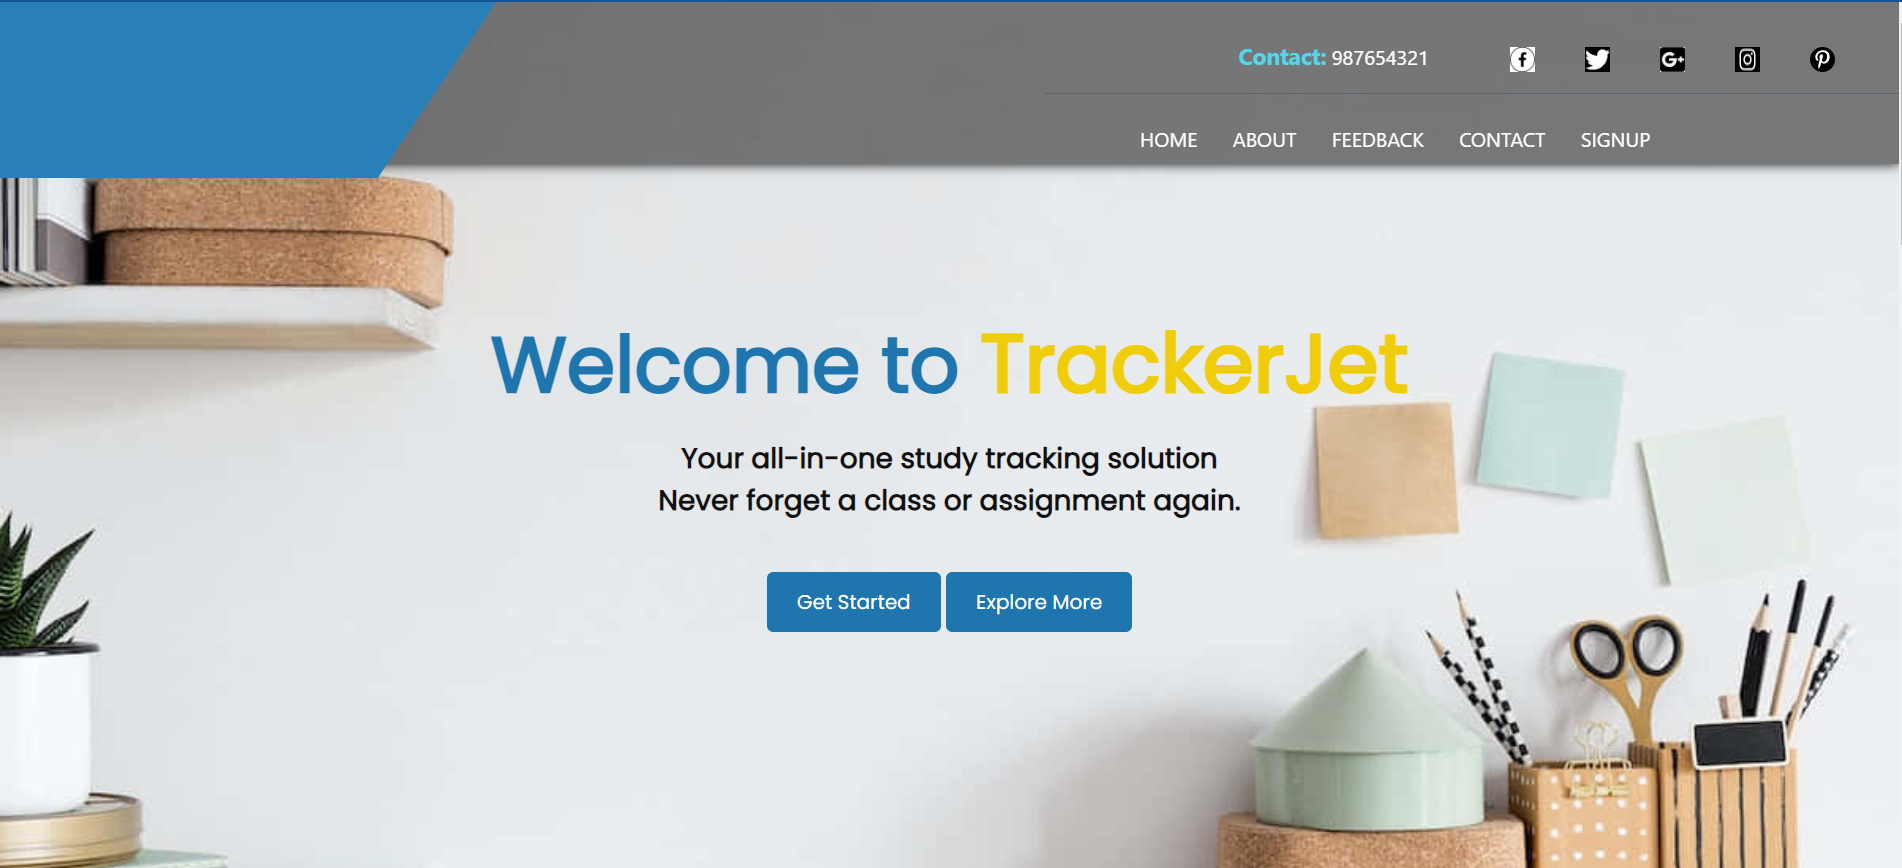 Contact: 987654321
HOME ABOUT FEEDBACK CONTACT SIGNUP
Welcome to TrackerJet
Your all-in-one study tracking solution
Never forget a class or assignment again.
Get Started Explore More